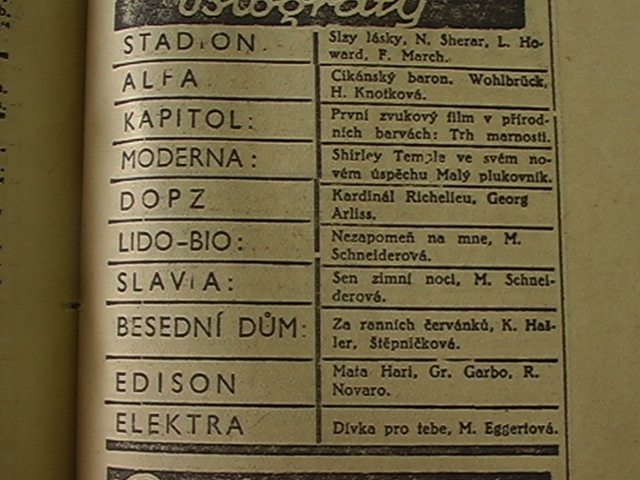 STADION.
Slzy lásky, N. Sherar, L. Ho-
ward, F. March.
ALFA
Cikánský baron. Wohlbrück,
H. Knotková.
KAPITOL:
První zvukový film v přírod-
ních barvách: Trh marnosti.
MODERNA:
Shirley Temple ve svém no-
vém úspěchu Malý plukovník.
DOPZ
Kardinál Richelieu, Georg
Arliss.
LIDO-BIO:
Nezapomeň na mne, M.
Schneiderová.
SLAVIA:
Sen zimní noci, M. Schnei-
derová.
BESEDNÍ DŮM:
Za ranních červánků, K. Haš-
ler, Štěpničková.
EDISON
Mata Hari, Gr. Garbo, R.
Novaro.
ELEKTRA
Dívka pro tebe, M. Eggertová.